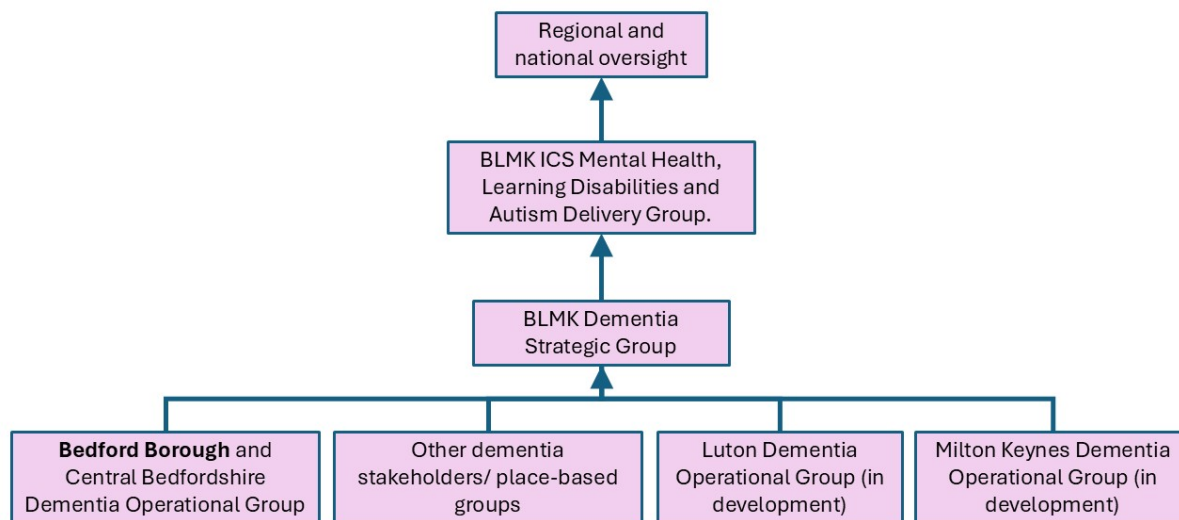 Regional and
national oversight
BLMK ICS Mental Health,
Learning Disabilities and
Autism Delivery Group.
BLMK Dementia
Strategic Group
Bedford Borough and
Central Bedfordshire
Dementia Operational Group
Other dementia
stakeholders/ place-based
groups
Luton Dementia
Operational Group (in
development)
Milton Keynes Dementia
Operational Group (in
development)